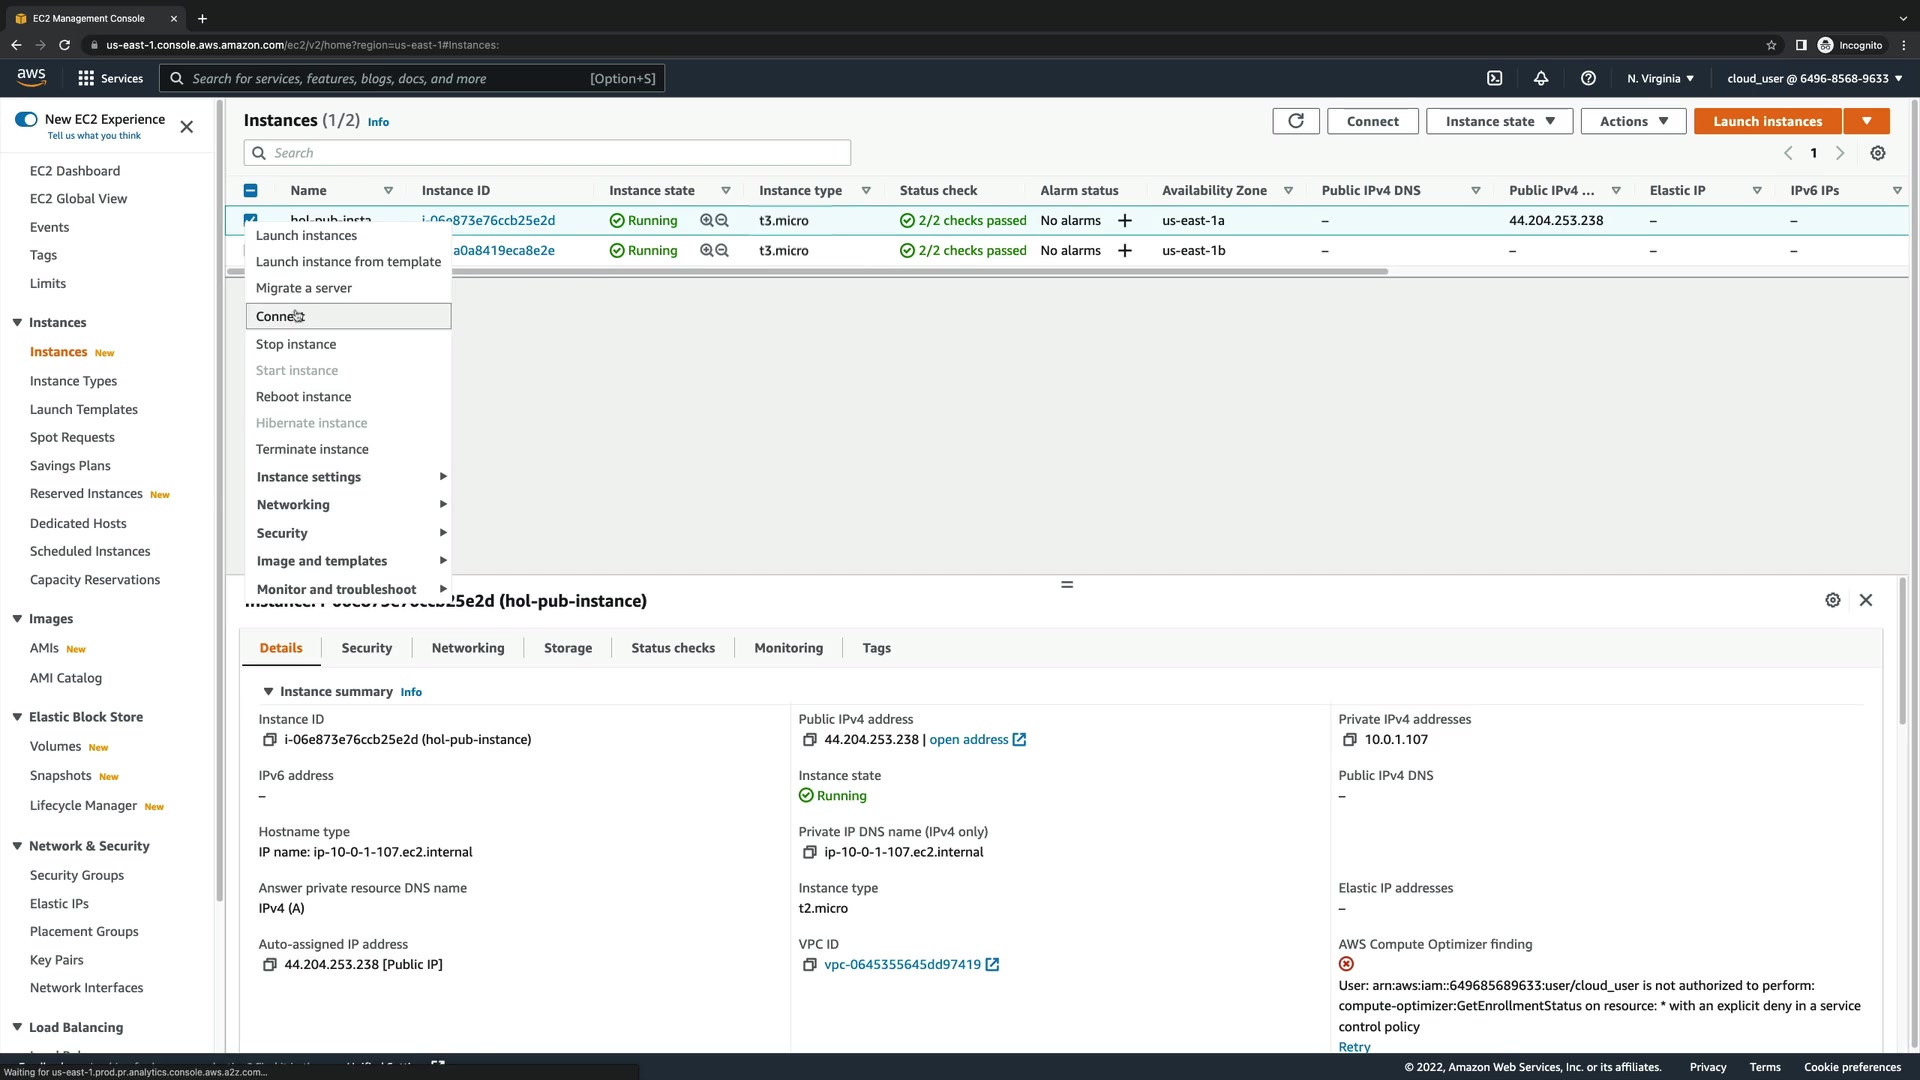 EC2 Management Console
us-east-1.console.aws.amazon.com/ec2/v2/home?region=us-east-1#Instances:
Incognito
aws
Services
Search for services, features, blogs, docs, and more
[Option+S]
N. Virginia
cloud_user @ 6496-8568-9633
New EC2 Experience
Tell us what you think
EC2 Dashboard
EC2 Global View
Events
Tags
Limits
Instances
Instances New
Instance Types
Launch Templates
Spot Requests
Savings Plans
Reserved Instances New
Dedicated Hosts
Scheduled Instances
Capacity Reservations
Images
AMIs New
AMI Catalog
Elastic Block Store
Volumes New
Snapshots New
Lifecycle Manager New
Network & Security
Security Groups
Elastic IPs
Placement Groups
Key Pairs
Network Interfaces
Load Balancing
Instances (1/2) Info
Connect
Instance state
Actions
Launch instances
Search
1
Name Instance ID Instance state Instance type Status check Alarm status Availability Zone Public IPv4 DNS Public IPv4 ... Elastic IP IPv6 IPs
hol-pub-insta... i-06e873e76ccb25e2d Running t3.micro 2/2 checks passed No alarms + us-east-1a – 44.204.253.238 – –
a0a8419eca8e2e Running t3.micro 2/2 checks passed No alarms + us-east-1b – – – –
Launch instances
Launch instance from template
Migrate a server
Connect
Stop instance
Start instance
Reboot instance
Hibernate instance
Terminate instance
Instance settings
Networking
Security
Image and templates
Monitor and troubleshoot
Instance: i-06e873e76ccb25e2d (hol-pub-instance)
Details Security Networking Storage Status checks Monitoring Tags
Instance summary Info
Instance ID
i-06e873e76ccb25e2d (hol-pub-instance)
Public IPv4 address
44.204.253.238 | open address
Private IPv4 addresses
10.0.1.107
IPv6 address
–
Instance state
Running
Public IPv4 DNS
–
Hostname type
IP name: ip-10-0-1-107.ec2.internal
Private IP DNS name (IPv4 only)
ip-10-0-1-107.ec2.internal
Answer private resource DNS name
IPv4 (A)
Instance type
t2.micro
Elastic IP addresses
–
Auto-assigned IP address
44.204.253.238 [Public IP]
VPC ID
vpc-0645355645dd97419
AWS Compute Optimizer finding
User: arn:aws:iam::649685689633:user/cloud_user is not authorized to perform:
compute-optimizer:GetEnrollmentStatus on resource: * with an explicit deny in a service
control policy
Retry
Waiting for us-east-1.prod.pr.analytics.console.aws.a2z.com...
© 2022, Amazon Web Services, Inc. or its affiliates.
Privacy
Terms
Cookie preferences